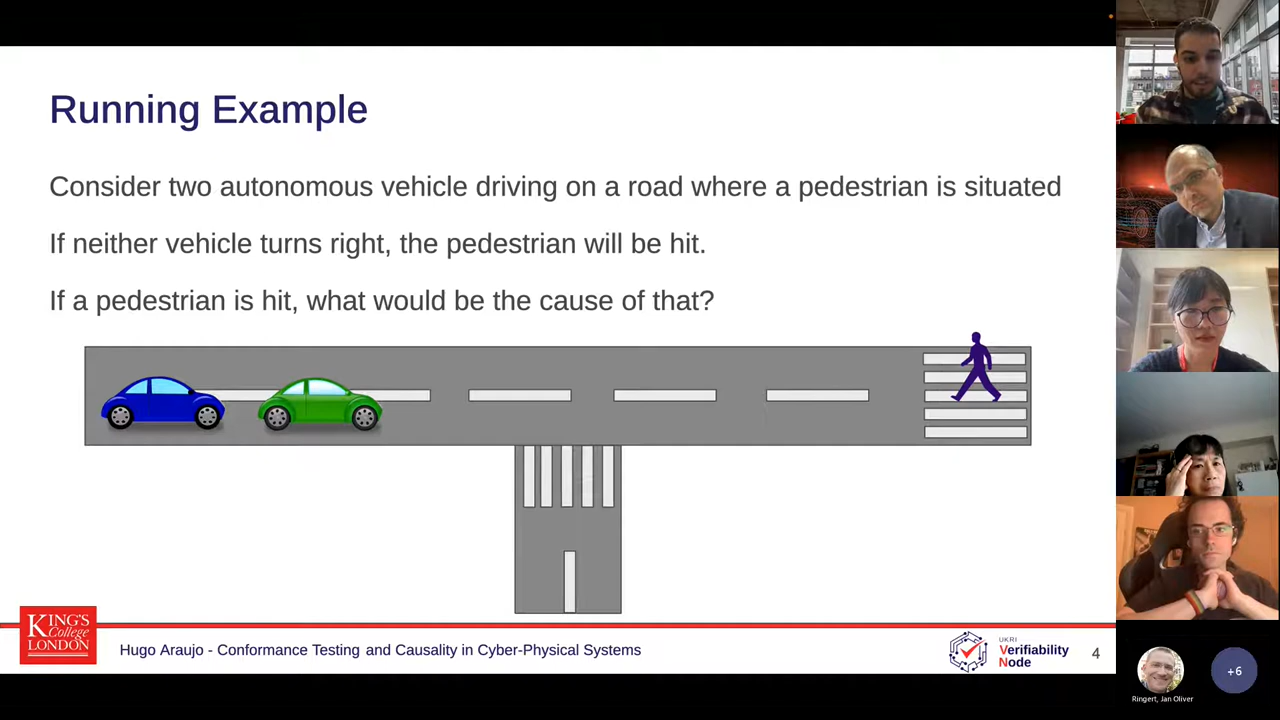 Running Example
Consider two autonomous vehicle driving on a road where a pedestrian is situated
If neither vehicle turns right, the pedestrian will be hit.
If a pedestrian is hit, what would be the cause of that?
KING'S
College
LONDON
Hugo Araujo - Conformance Testing and Causality in Cyber-Physical Systems
UKRI
Verifiability
Node
4
+6
Ringert, Jan Oliver